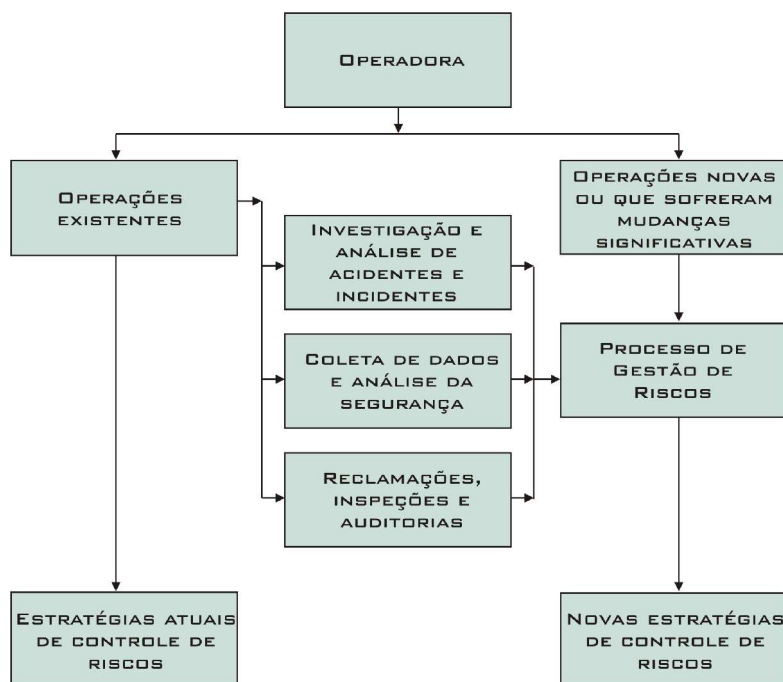 OPERADORA
OPERAÇÕES
EXISTENTES
OPERAÇÕES NOVAS
OU QUE SOFRERAM
MUDANÇAS
SIGNIFICATIVAS
INVESTIGAÇÃO E
ANÁLISE DE
ACIDENTES E
INCIDENTES
COLETA DE DADOS
E ANÁLISE DA
SEGURANÇA
PROCESSO DE
GESTÃO DE
RISCOS
RECLAMAÇÕES,
INSPEÇÕES E
AUDITORIAS
ESTRATÉGIAS ATUAIS
DE CONTROLE DE
RISCOS
NOVAS ESTRATÉGIAS
DE CONTROLE DE
RISCOS